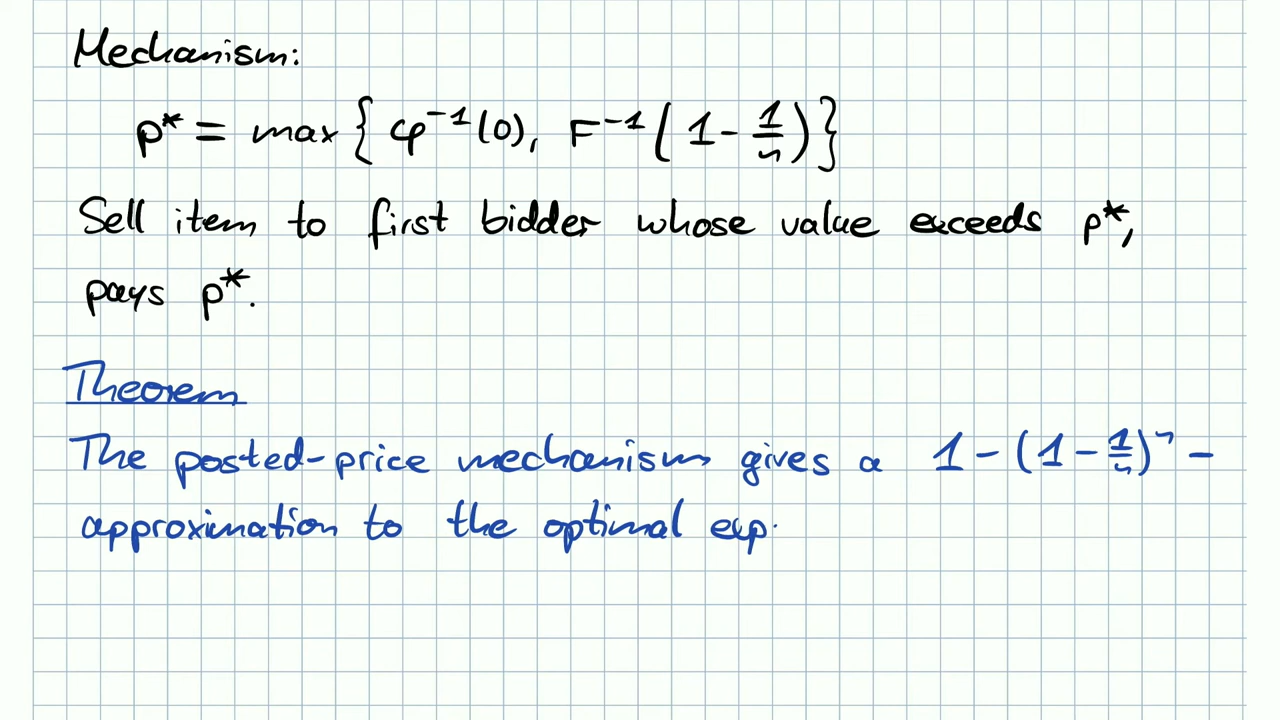 Mechanism:
p* = max { φ⁻¹(0), F⁻¹(1 - 1/n) }
Sell item to first bidder whose value exceeds p*,
pays p*.
Theorem
The posted-price mechanism gives a 1 - (1 - 1/n)ⁿ -
approximation to the optimal exp.